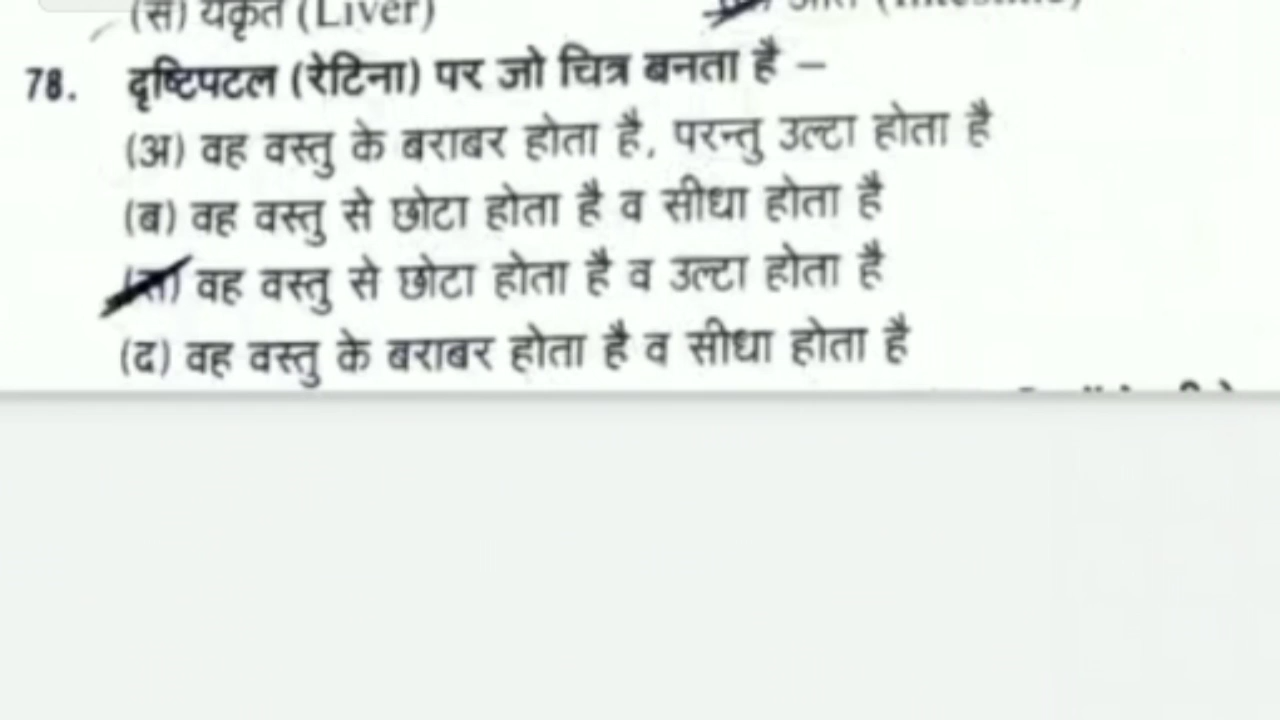 (स) यकृत (Liver)
78. दृष्टिपटल (रेटिना) पर जो चित्र बनता है –
(अ) वह वस्तु के बराबर होता है, परन्तु उल्टा होता है
(ब) वह वस्तु से छोटा होता है व सीधा होता है
(स) वह वस्तु से छोटा होता है व उल्टा होता है
(द) वह वस्तु के बराबर होता है व सीधा होता है